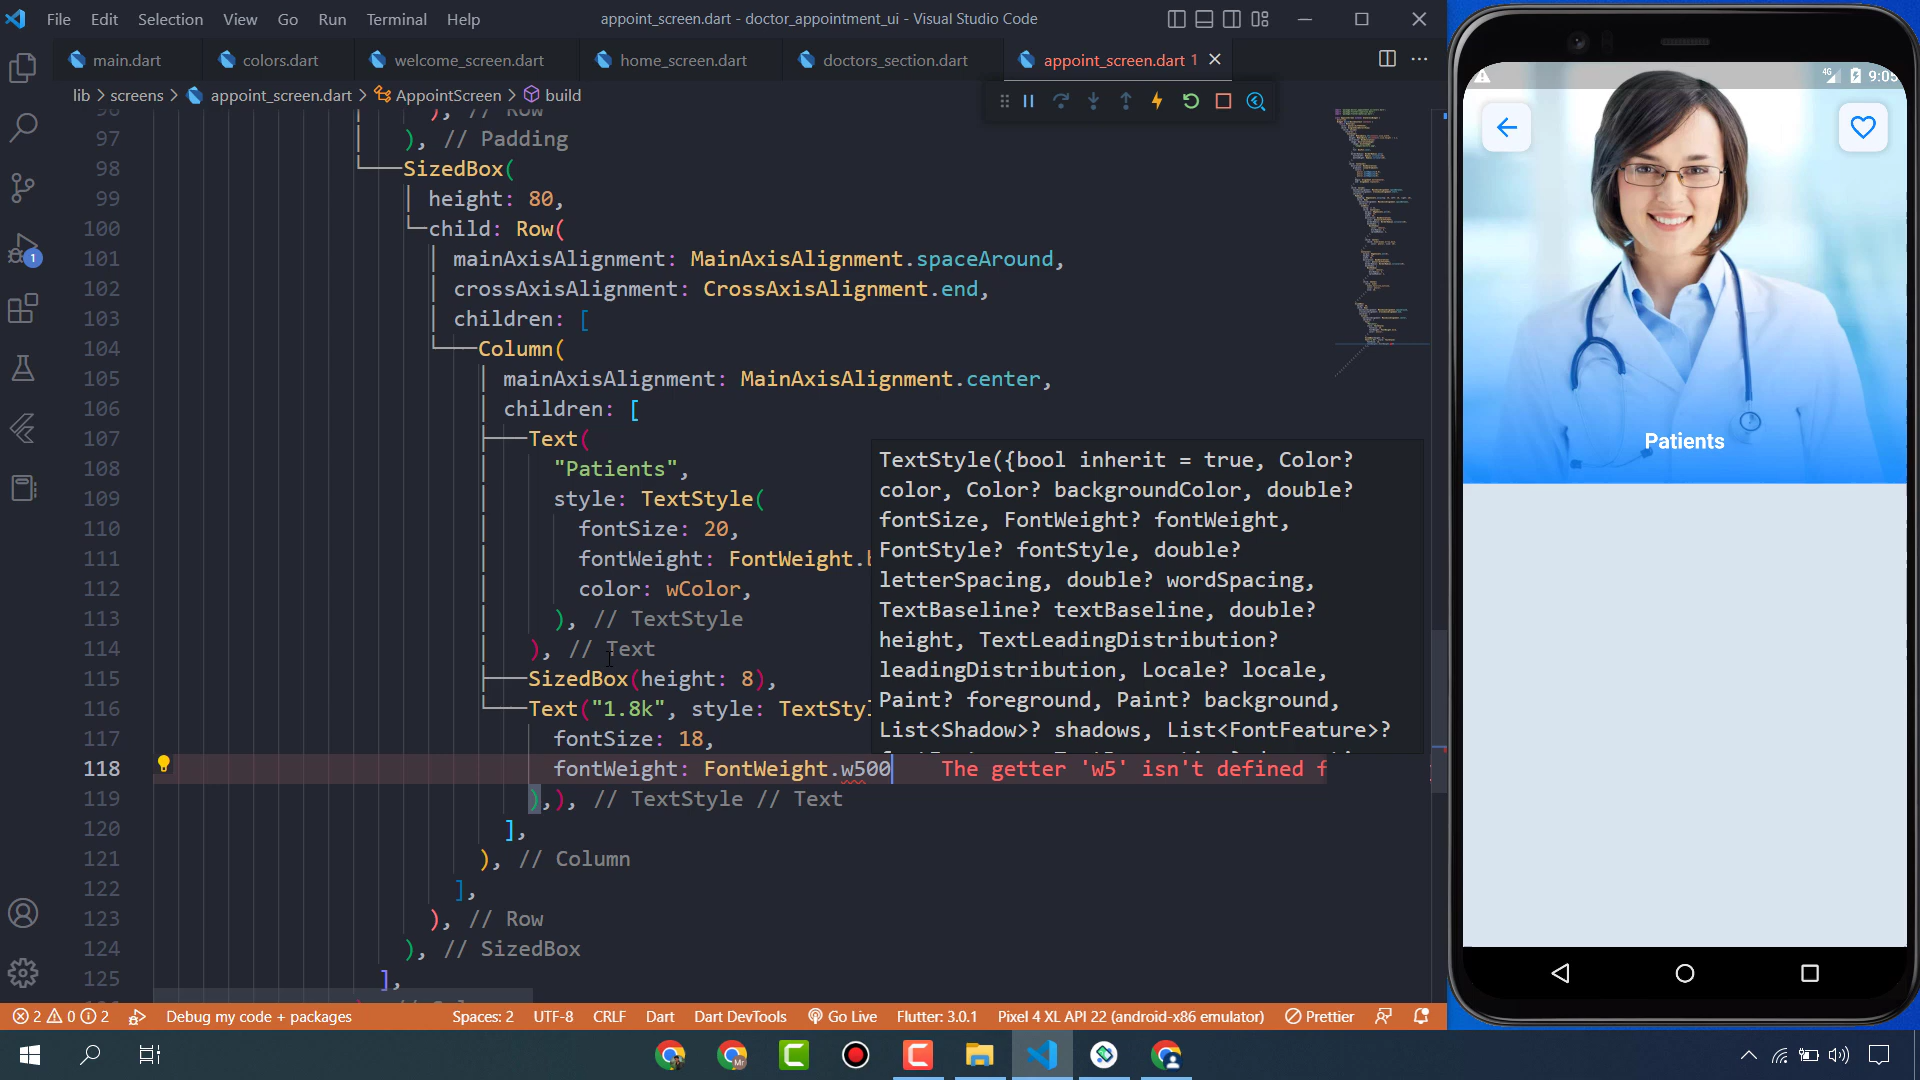 File Edit Selection View Go Run Terminal Help
appoint_screen.dart - doctor_appointment_ui - Visual Studio Code
main.dart
colors.dart
welcome_screen.dart
home_screen.dart
doctors_section.dart
appoint_screen.dart 1
lib > screens > appoint_screen.dart > AppointScreen > build
96 ), // Row
97 ), // Padding
98 SizedBox(
99 height: 80,
100 child: Row(
101 mainAxisAlignment: MainAxisAlignment.spaceAround,
102 crossAxisAlignment: CrossAxisAlignment.end,
103 children: [
104 Column(
105 mainAxisAlignment: MainAxisAlignment.center,
106 children: [
107 Text(
108 "Patients",
109 style: TextStyle(
110 fontSize: 20,
111 fontWeight: FontWeight.b
112 color: wColor,
113 ), // TextStyle
114 ), // Text
115 SizedBox(height: 8),
116 Text("1.8k", style: TextSty
117 fontSize: 18,
118 fontWeight: FontWeight.w500 The getter 'w5' isn't defined f
119 ),), // TextStyle // Text
120 ],
121 ), // Column
122 ],
123 ), // Row
124 ), // SizedBox
125 ],
TextStyle({bool inherit = true, Color?
color, Color? backgroundColor, double?
fontSize, FontWeight? fontWeight,
FontStyle? fontStyle, double?
letterSpacing, double? wordSpacing,
TextBaseline? textBaseline, double?
height, TextLeadingDistribution?
leadingDistribution, Locale? locale,
Paint? foreground, Paint? background,
List<Shadow>? shadows, List<FontFeature>?
1
2 0 2 Debug my code + packages Spaces: 2 UTF-8 CRLF Dart Dart DevTools Go Live Flutter: 3.0.1 Pixel 4 XL API 22 (android-x86 emulator) Prettier
4G 9:05
Patients